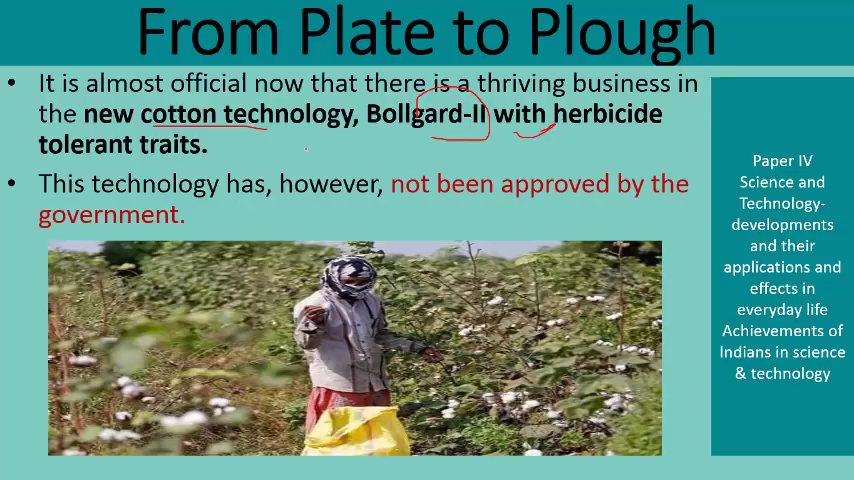 From Plate to Plough
• It is almost official now that there is a thriving business in
the new cotton technology, Bollgard-II with herbicide
tolerant traits.
• This technology has, however, not been approved by the
government.
Paper IV
Science and
Technology-
developments
and their
applications and
effects in
everyday life
Achievements of
Indians in science
& technology